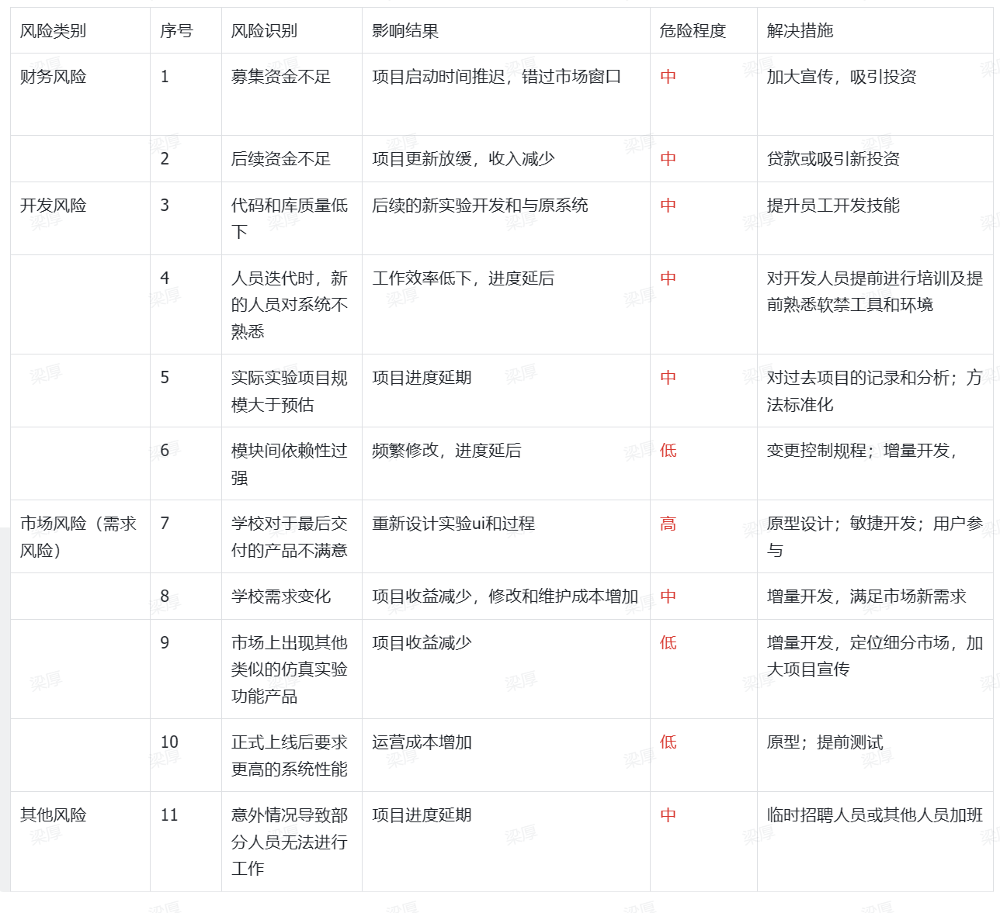 风险类别 序号 风险识别 影响结果 危险程度 解决措施
财务风险 1 募集资金不足 项目启动时间推迟，错过市场窗口 中 加大宣传，吸引投资
2 后续资金不足 项目更新放缓，收入减少 中 贷款或吸引新投资
开发风险 3 代码和库质量低 后续的新实验开发和与原系统 中 提升员工开发技能
下
4 人员迭代时，新 工作效率低下，进度延后 中 对开发人员提前进行培训及提
的人员对系统不 前熟悉软禁工具和环境
熟悉
5 实际实验项目规 项目进度延期 中 对过去项目的记录和分析；方
模大于预估 法标准化
6 模块间依赖性过 频繁修改，进度延后 低 变更控制规程；增量开发，
强
市场风险（需求 7 学校对于最后交 重新设计实验ui和过程 高 原型设计；敏捷开发；用户参
风险） 付的产品不满意 与
8 学校需求变化 项目收益减少，修改和维护成本增加 中 增量开发，满足市场新需求
9 市场上出现其他 项目收益减少 低 增量开发，定位细分市场，加
类似的仿真实验 大项目宣传
功能产品
10 正式上线后要求 运营成本增加 低 原型；提前测试
更高的系统性能
其他风险 11 意外情况导致部 项目进度延期 中 临时招聘人员或其他人员加班
分人员无法进行
工作
梁厚